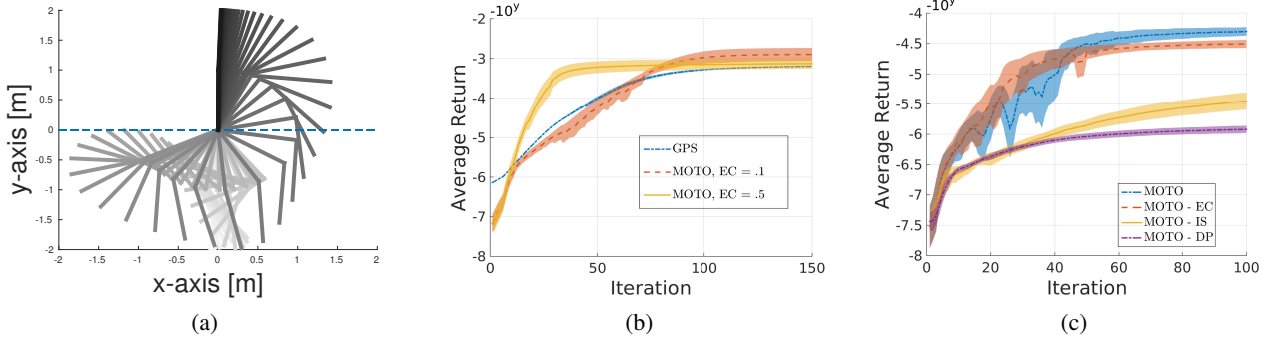 2
1.5
1
0.5
0
-0.5
-1
-1.5
-2
y-axis [m]
-2 -1.5 -1 -0.5 0 0.5 1 1.5 2
x-axis [m]
(a)
-10ʸ
-2
-3
-4
-5
-6
-7
-8
Average Return
GPS
MOTO, EC = .1
MOTO, EC = .5
0 50 100 150
Iteration
(b)
-10ʸ
-4
-4.5
-5
-5.5
-6
-6.5
-7
-7.5
-8
Average Return
MOTO
MOTO - EC
MOTO - IS
MOTO - DP
0 20 40 60 80 100
Iteration
(c)